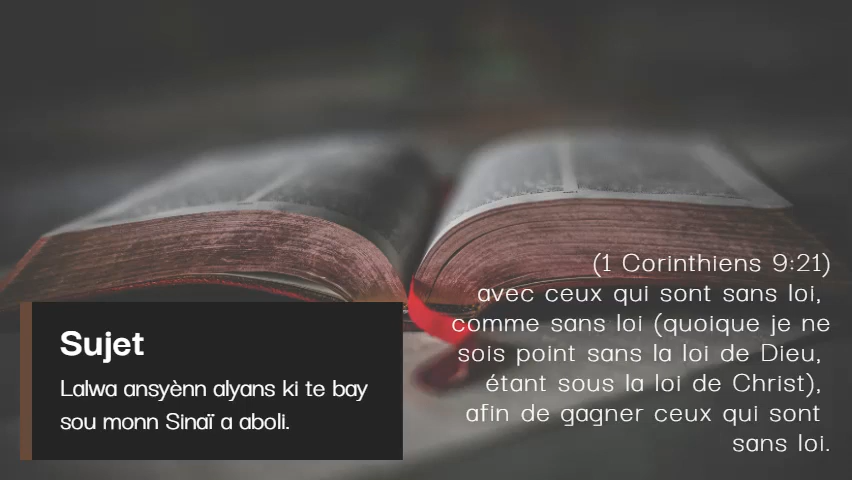 Sujet
Lalwa ansyènn alyans ki te bay
sou monn Sinaï a aboli.
(1 Corinthiens 9:21)
avec ceux qui sont sans loi,
comme sans loi (quoique je ne
sois point sans la loi de Dieu,
étant sous la loi de Christ),
afin de gagner ceux qui sont
sans loi.